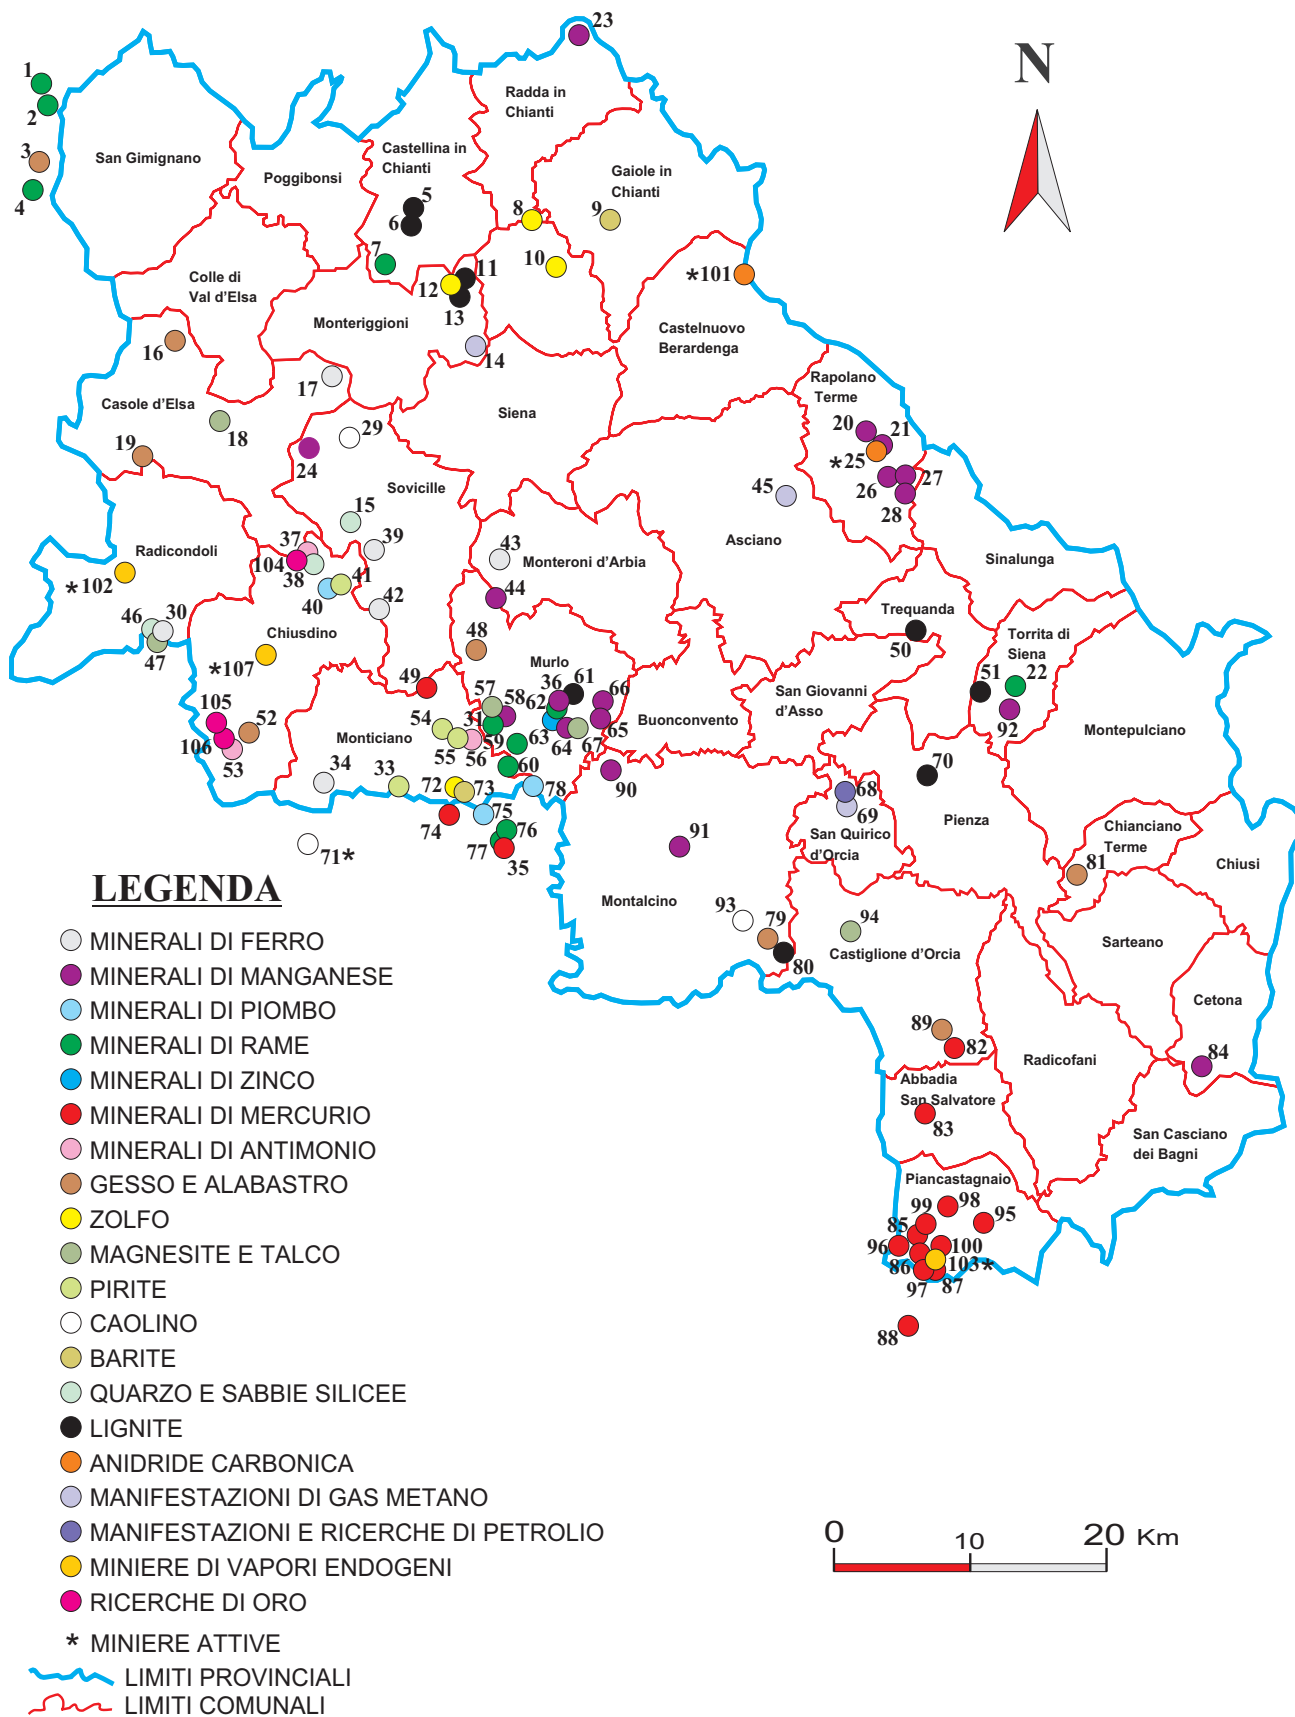 23
N
1
2
3
4
Radda in
Chianti
San Gimignano
Castellina in
Chianti
Poggibonsi
Gaiole in
Chianti
5
6
7
8
9
10
*101
11
12
13
Colle di
Val d'Elsa
Monteriggioni
14
Castelnuovo
Berardenga
16
17
Rapolano
Terme
Casole d'Elsa
18
Siena
19
29
24
20
21
*25
26
27
28
Sovicille
45
15
Asciano
39
37
104
38
40
41
42
43
Monteroni d'Arbia
44
Radicondoli
*102
Sinalunga
46
30
47
Chiusdino
*107
Trequanda
50
Torrita di
Siena
51
22
92
48
49
Murlo
57
58
36
61
62
66
San Giovanni
d'Asso
Buonconvento
Montepulciano
105
106
52
53
Monticiano
54
31
55
56
59
63
64
67
65
60
34
33
72
73
78
90
70
68
69
Pienza
San Quirico
d'Orcia
74
75
76
77
35
71*
91
Chianciano
Terme
81
Chiusi
Montalcino
93
79
80
94
Castiglione d'Orcia
Sarteano
Cetona
84
89
82
Radicofani
Abbadia
San Salvatore
83
San Casciano
dei Bagni
Piancastagnaio
98
99
95
85
96
100
86
103*
97
87
88
LEGENDA
MINERALI DI FERRO
MINERALI DI MANGANESE
MINERALI DI PIOMBO
MINERALI DI RAME
MINERALI DI ZINCO
MINERALI DI MERCURIO
MINERALI DI ANTIMONIO
GESSO E ALABASTRO
ZOLFO
MAGNESITE E TALCO
PIRITE
CAOLINO
BARITE
QUARZO E SABBIE SILICEE
LIGNITE
ANIDRIDE CARBONICA
MANIFESTAZIONI DI GAS METANO
MANIFESTAZIONI E RICERCHE DI PETROLIO
MINIERE DI VAPORI ENDOGENI
RICERCHE DI ORO
* MINIERE ATTIVE
LIMITI PROVINCIALI
LIMITI COMUNALI
0 10 20 Km